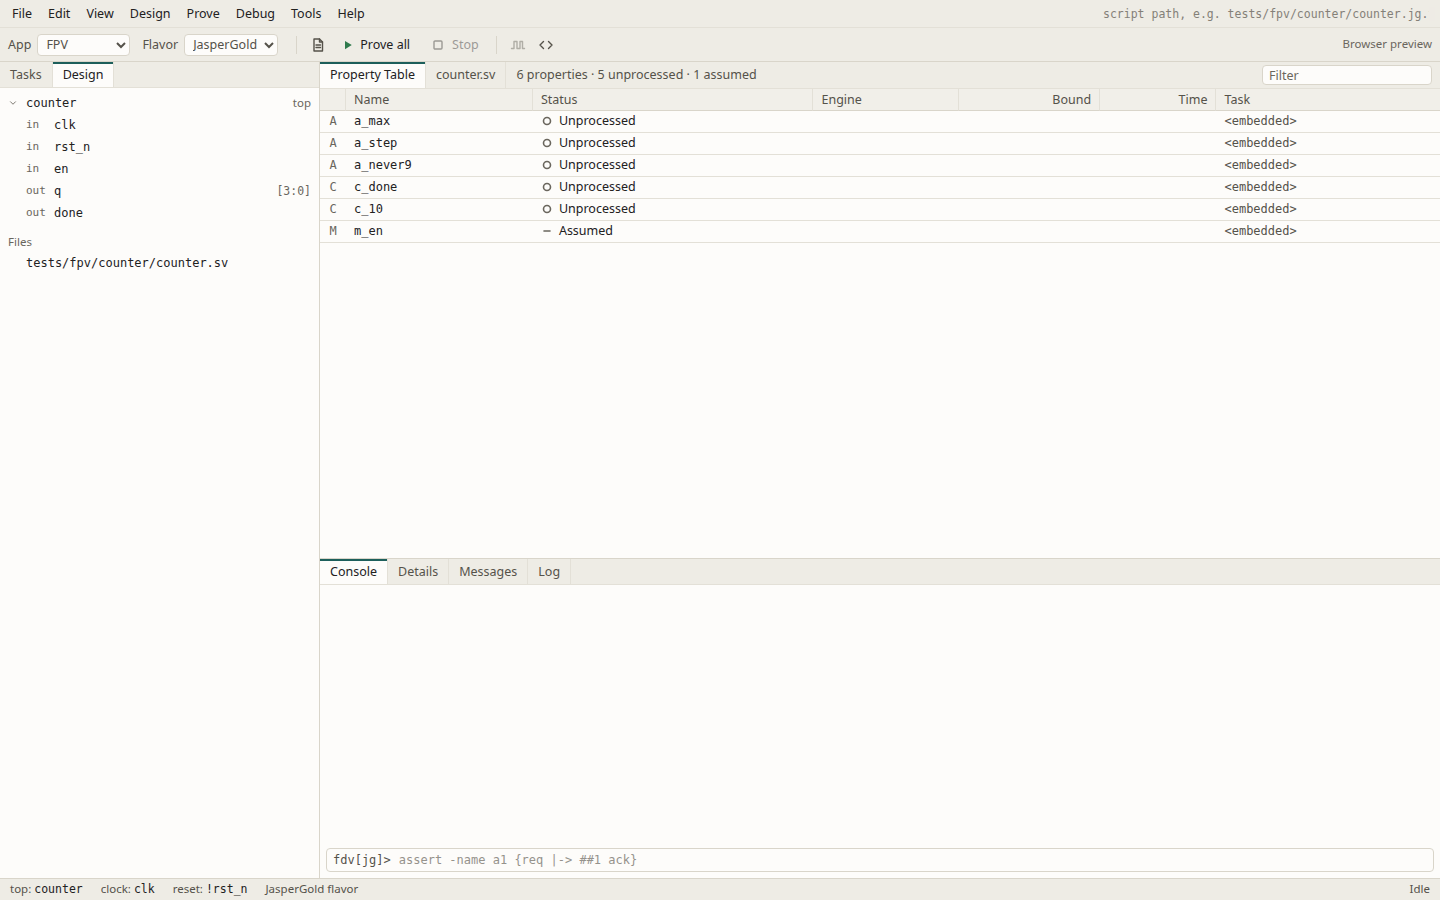 File Edit View Design Prove Debug Tools Help script path, e.g. tests/fpv/counter/counter.jg.
App FPV Flavor JasperGold Prove all Stop Browser preview
Tasks Design Property Table counter.sv 6 properties · 5 unprocessed · 1 assumed Filter
Name Status Engine Bound Time Task
counter top
in clk
in rst_n
in en
out q [3:0]
out done
Files
tests/fpv/counter/counter.sv
A a_max Unprocessed <embedded>
A a_step Unprocessed <embedded>
A a_never9 Unprocessed <embedded>
C c_done Unprocessed <embedded>
C c_10 Unprocessed <embedded>
M m_en Assumed <embedded>
Console Details Messages Log
fdv[jg]> assert -name a1 {req |-> ##1 ack}
top: counter clock: clk reset: !rst_n JasperGold flavor Idle